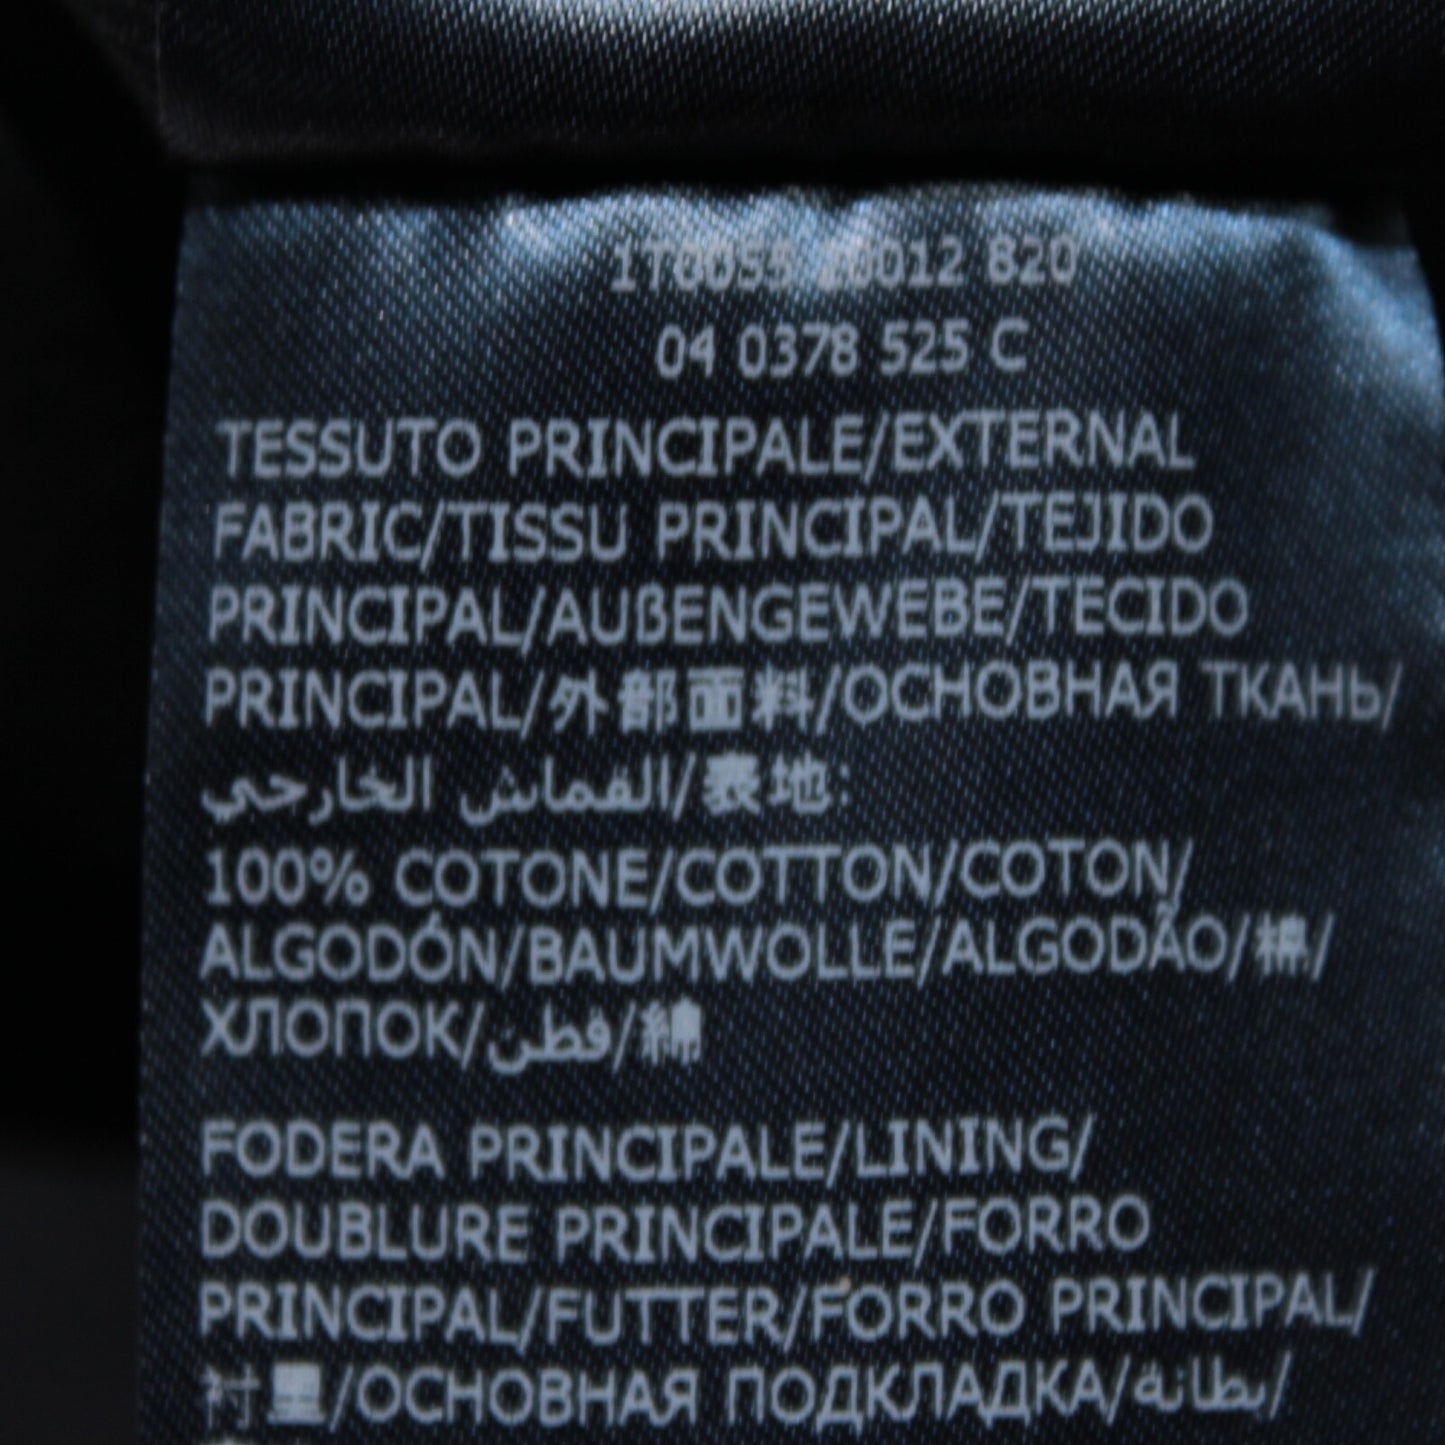 012 820
04 0378 525 C
TESSUTO PRINCIPALE/EXTERNAL
FABRIC/TISSU PRINCIPAL/TEJIDO
PRINCIPAL/AUßENGEWEBE/TECIDO
PRINCIPAL/外部面料/ОСНОВНАЯ ТКАНЬ/
القماش الخارجي/表地:
100% COTONE/COTTON/COTON/
ALGODÓN/BAUMWOLLE/ALGODÃO/棉/
ХЛОПОК/قطن/綿
FODERA PRINCIPALE/LINING/
DOUBLURE PRINCIPALE/FORRO
PRINCIPAL/FUTTER/FORRO PRINCIPAL/
衬里/ОСНОВНАЯ ПОДКЛАДКА/بطانة/